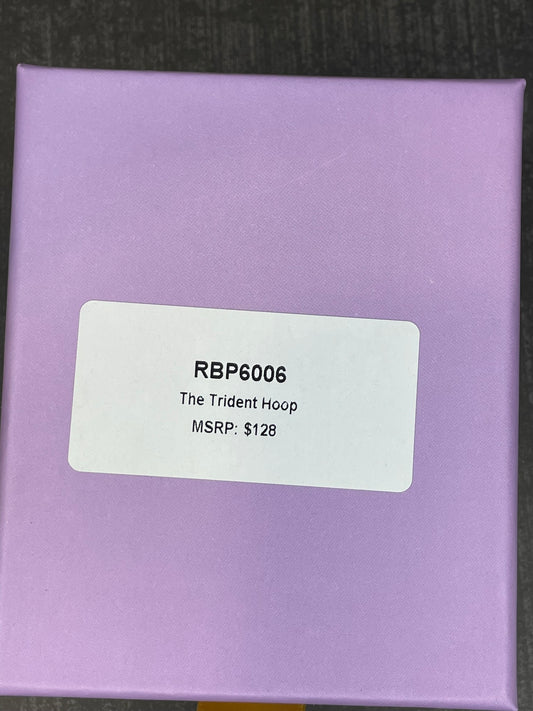 RBP6006
The Trident Hoop
MSRP: $128